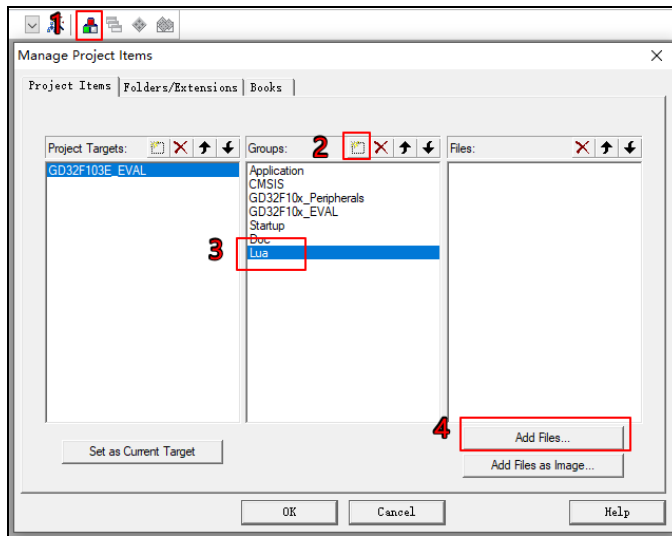 1
Manage Project Items
Project Items Folders/Extensions Books
Project Targets: Groups: 2 Files:
GD32F103E_EVAL
Application
CMSIS
GD32F10x_Peripherals
GD32F10x_EVAL
Startup
Doc
3 Lua
4 Add Files...
Set as Current Target
Add Files as Image...
OK Cancel Help